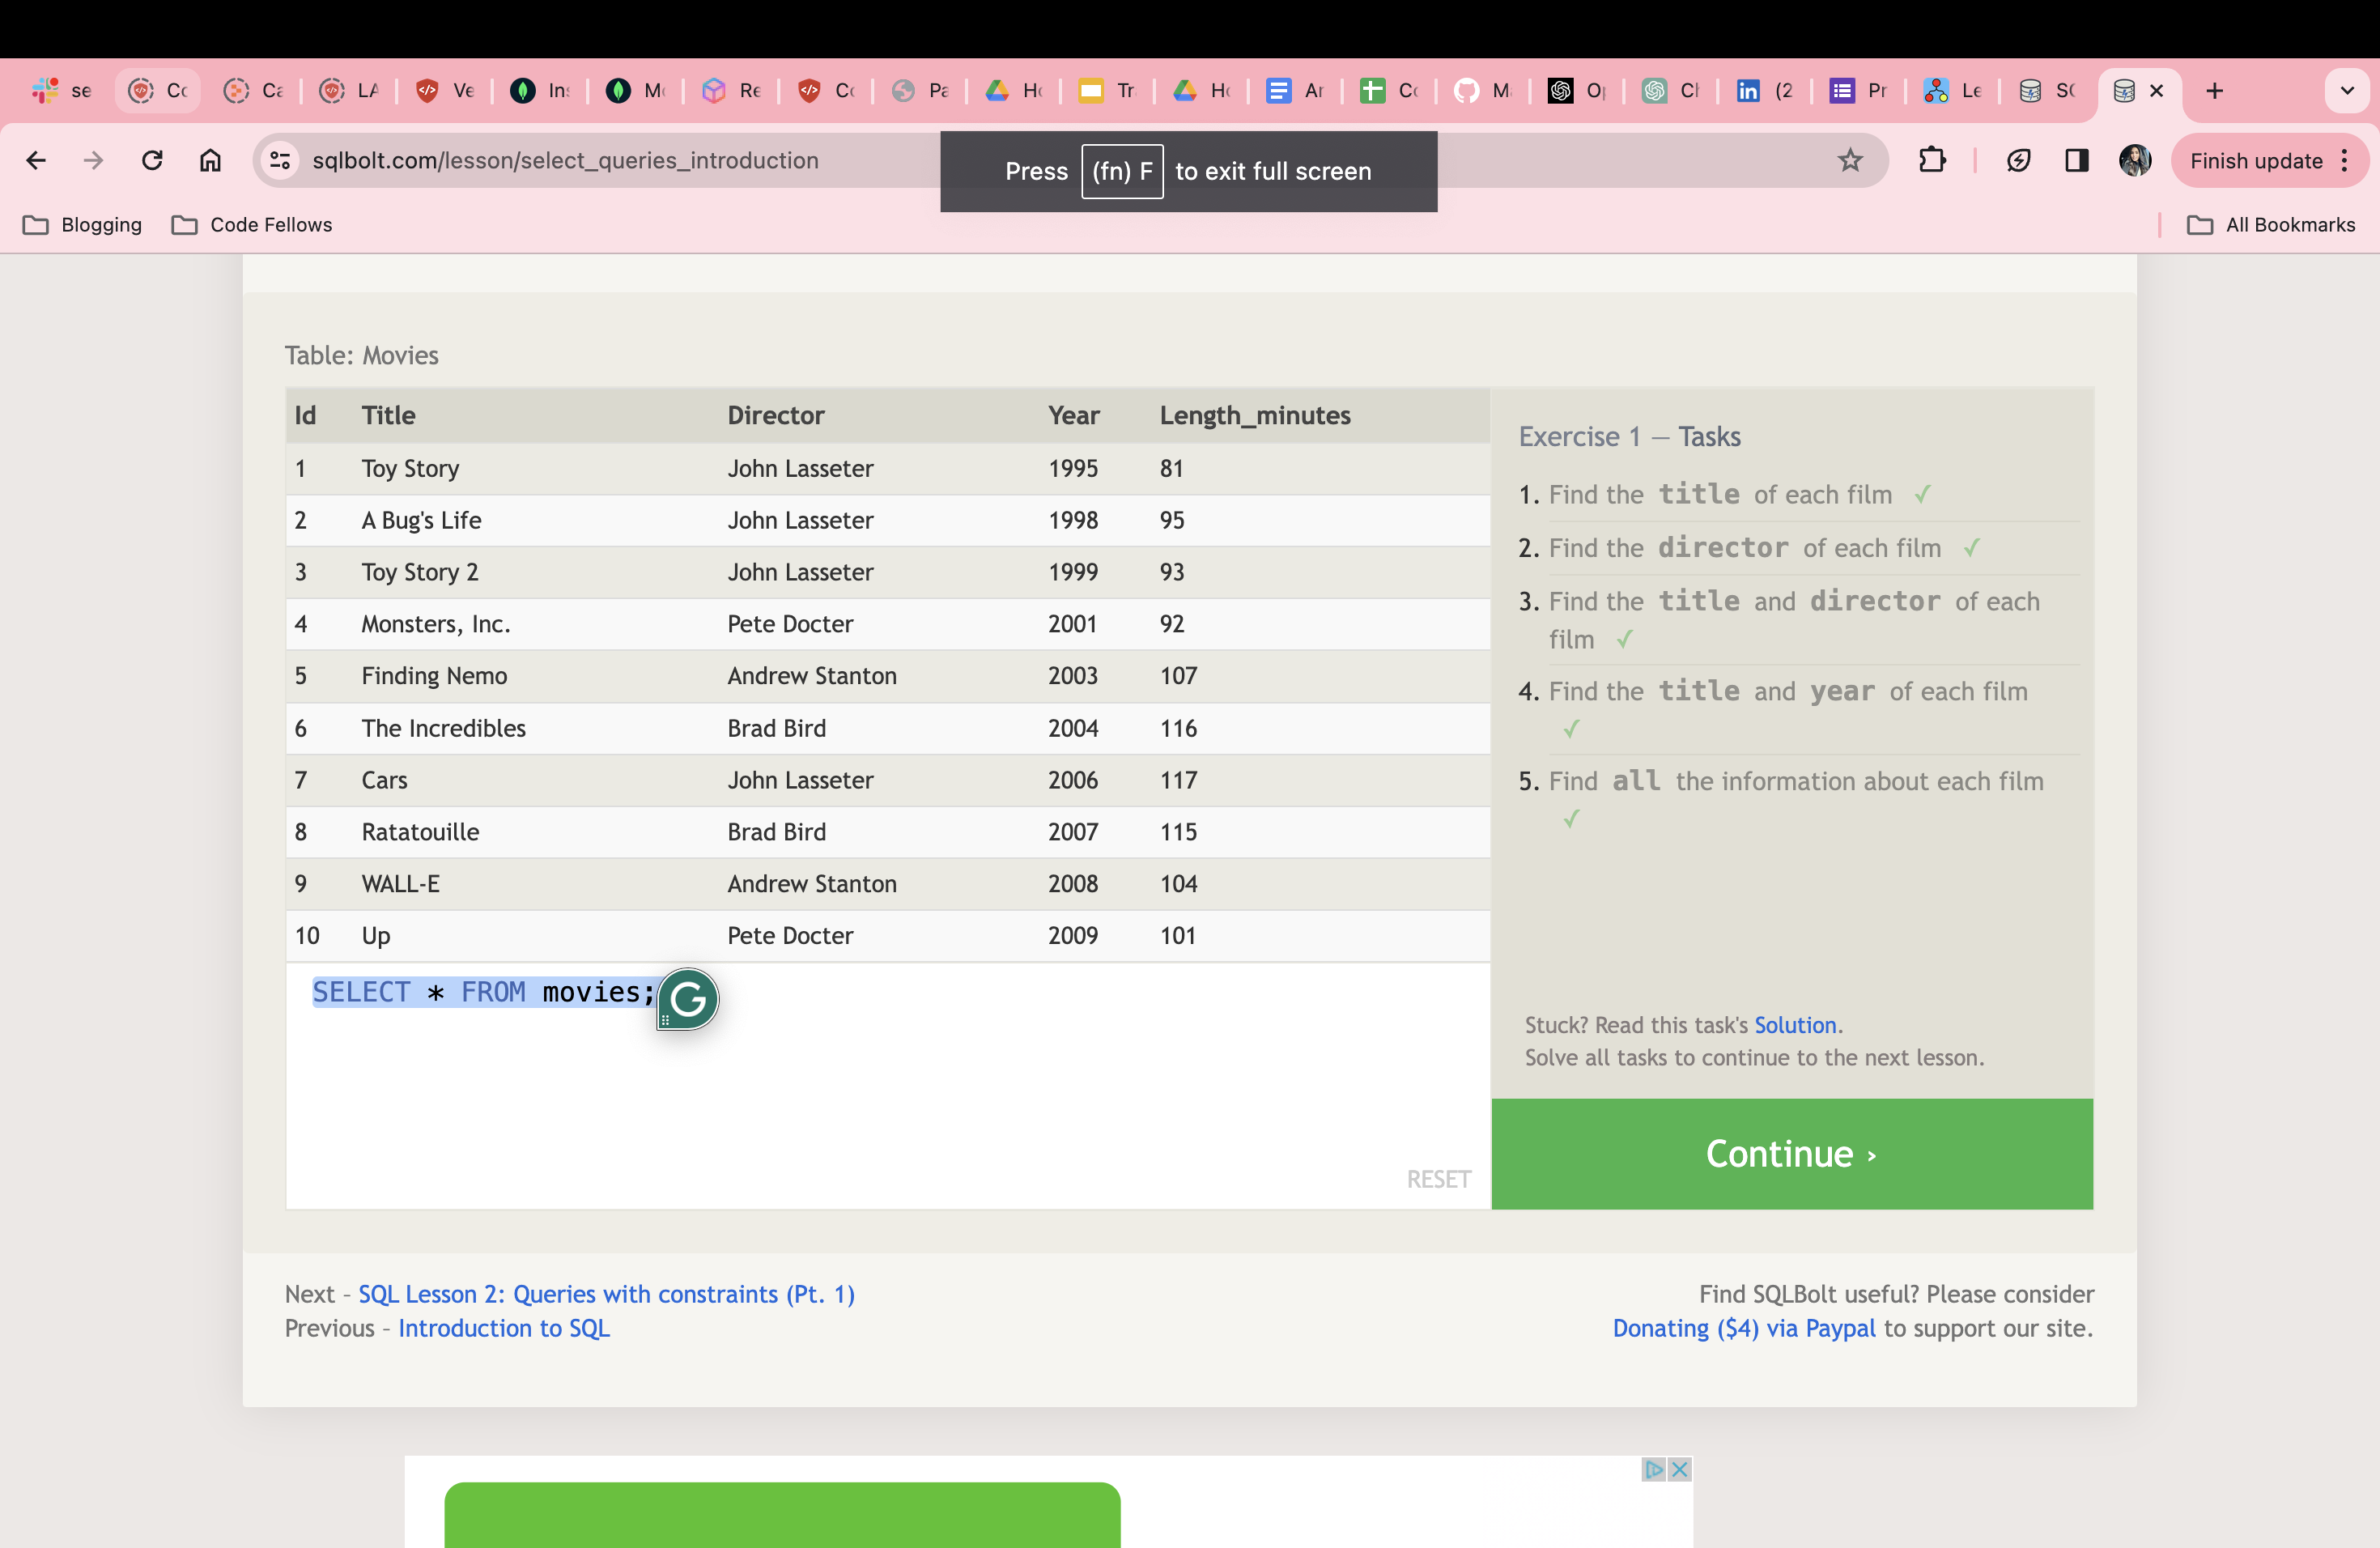 se Co Ca LA Ve In Mo Re Co Pa Ho Tr Ho Ar Co M Op Ch (2 Pr Le SQ
sqlbolt.com/lesson/select_queries_introduction
Press (fn) F to exit full screen
Finish update
Blogging Code Fellows All Bookmarks
Table: Movies
Id Title Director Year Length_minutes
1 Toy Story John Lasseter 1995 81
2 A Bug's Life John Lasseter 1998 95
3 Toy Story 2 John Lasseter 1999 93
4 Monsters, Inc. Pete Docter 2001 92
5 Finding Nemo Andrew Stanton 2003 107
6 The Incredibles Brad Bird 2004 116
7 Cars John Lasseter 2006 117
8 Ratatouille Brad Bird 2007 115
9 WALL-E Andrew Stanton 2008 104
10 Up Pete Docter 2009 101
SELECT * FROM movies;
RESET
Exercise 1 — Tasks
1. Find the title of each film ✓
2. Find the director of each film ✓
3. Find the title and director of each
film ✓
4. Find the title and year of each film
✓
5. Find all the information about each film
✓
Stuck? Read this task's Solution.
Solve all tasks to continue to the next lesson.
Continue ›
Next – SQL Lesson 2: Queries with constraints (Pt. 1)
Previous – Introduction to SQL
Find SQLBolt useful? Please consider
Donating ($4) via Paypal to support our site.